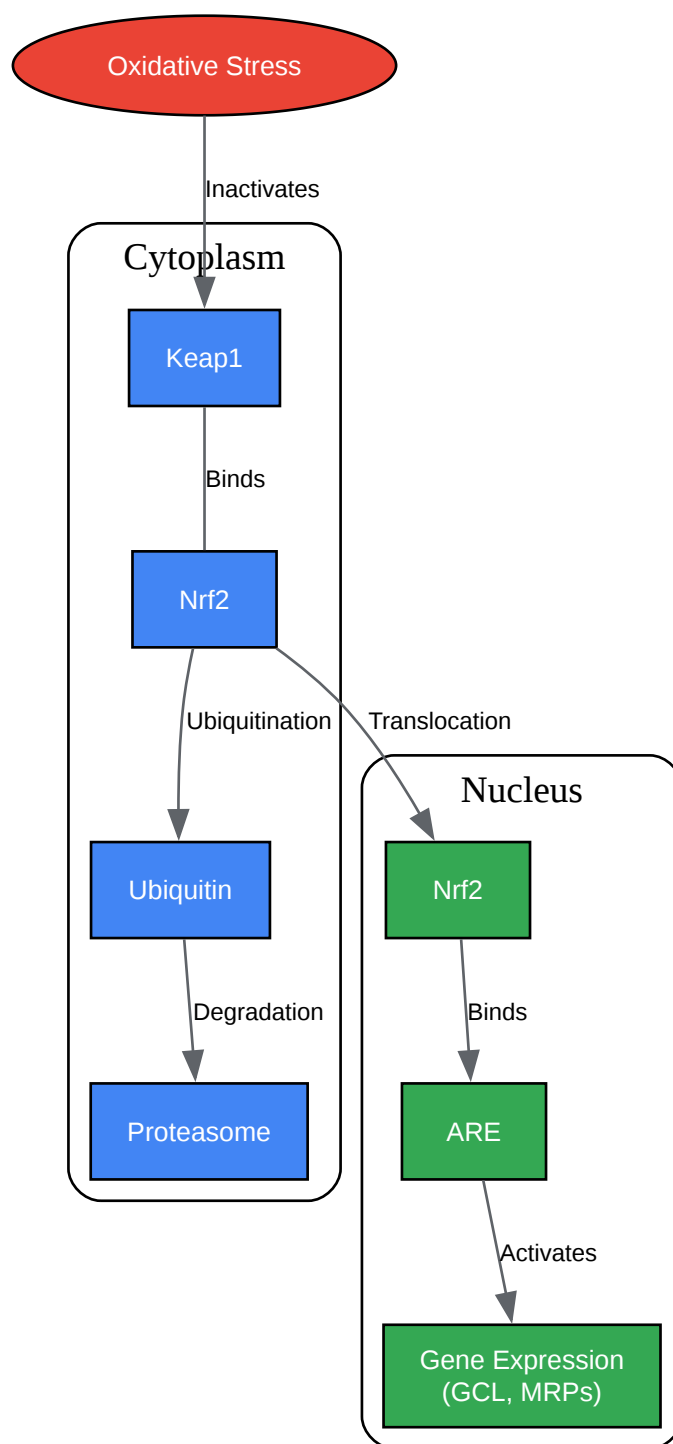 Oxidative Stress
Inactivates
Cytoplasm
Keap1
Binds
Nrf2
Ubiquitination
Translocation
Nucleus
Ubiquitin
Nrf2
Degradation
Binds
Proteasome
ARE
Activates
Gene Expression
(GCL, MRPs)